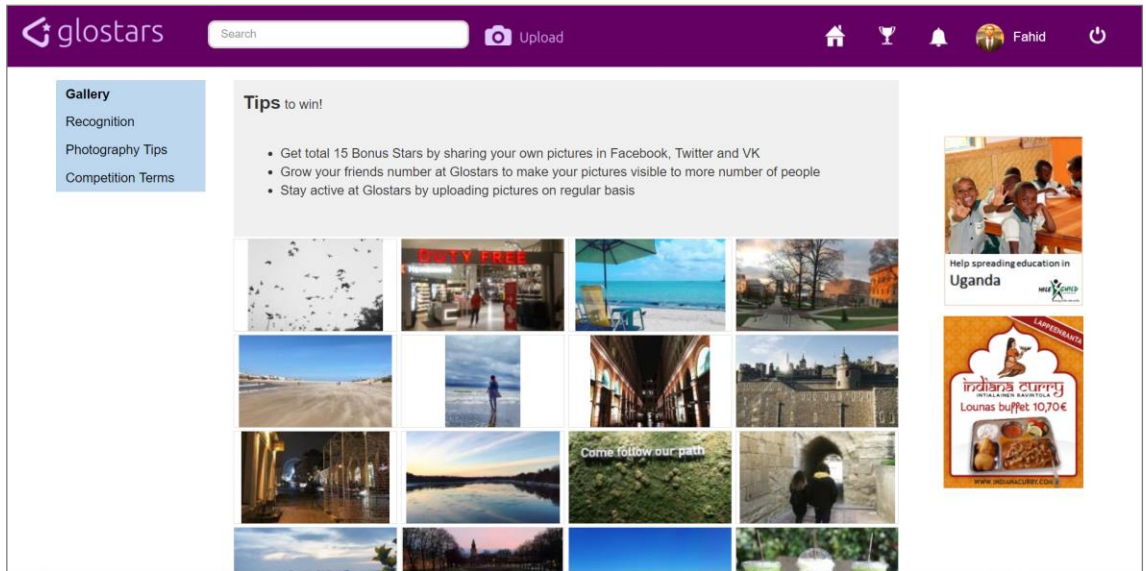 glostars
Search
Upload
Fahid
Gallery
Recognition
Photography Tips
Competition Terms
Tips to win!
Get total 15 Bonus Stars by sharing your own pictures in Facebook, Twitter and VK
Grow your friends number at Glostars to make your pictures visible to more number of people
Stay active at Glostars by uploading pictures on regular basis
DUTY FREE
Come follow our path
Help spreading education in
Uganda
LAPPEENRANTA
indiana curry
INTIALAINEN RAVINTOLA
Lounas buffet 10,70€
WWW.INDIANACURRY.COM